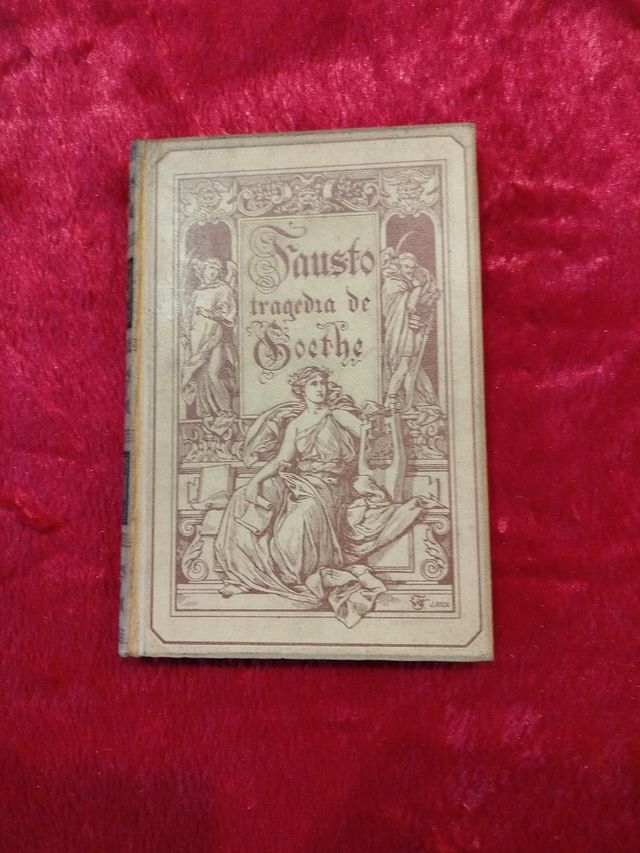 Fausto
tragedia de
Goethe